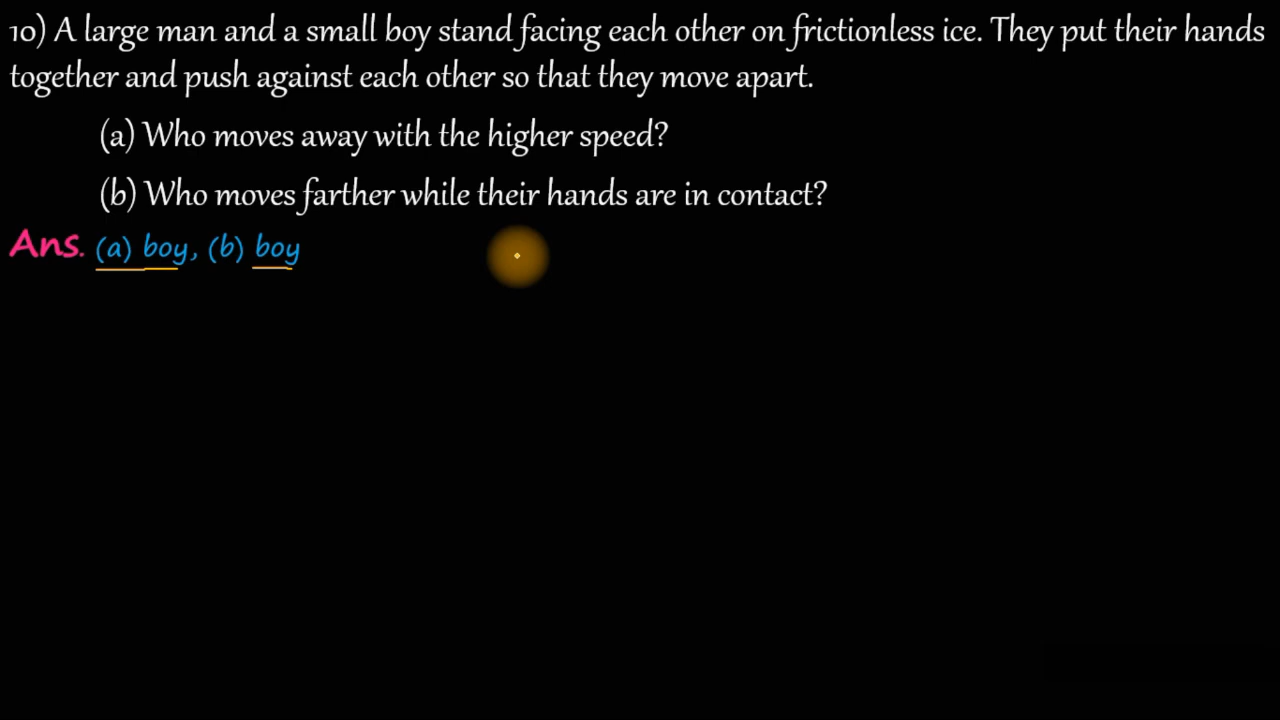 10) A large man and a small boy stand facing each other on frictionless ice. They put their hands
together and push against each other so that they move apart.
(a) Who moves away with the higher speed?
(b) Who moves farther while their hands are in contact?
Ans. (a) boy, (b) boy